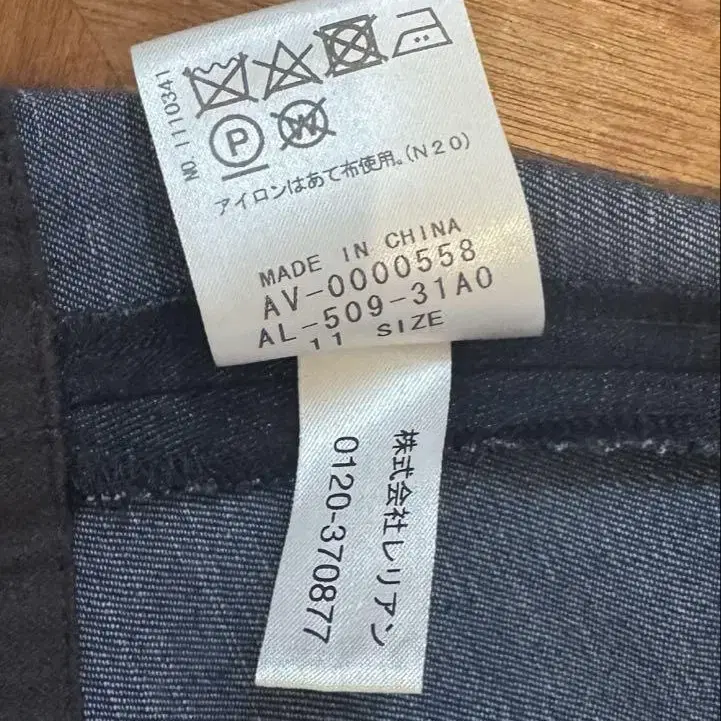 NO.1110341
P
W
アイロンはあて布使用。(N20)
MADE IN CHINA
AV-0000558
AL-509-31A0
11 SIZE
株式会社レリアン
0120-370877